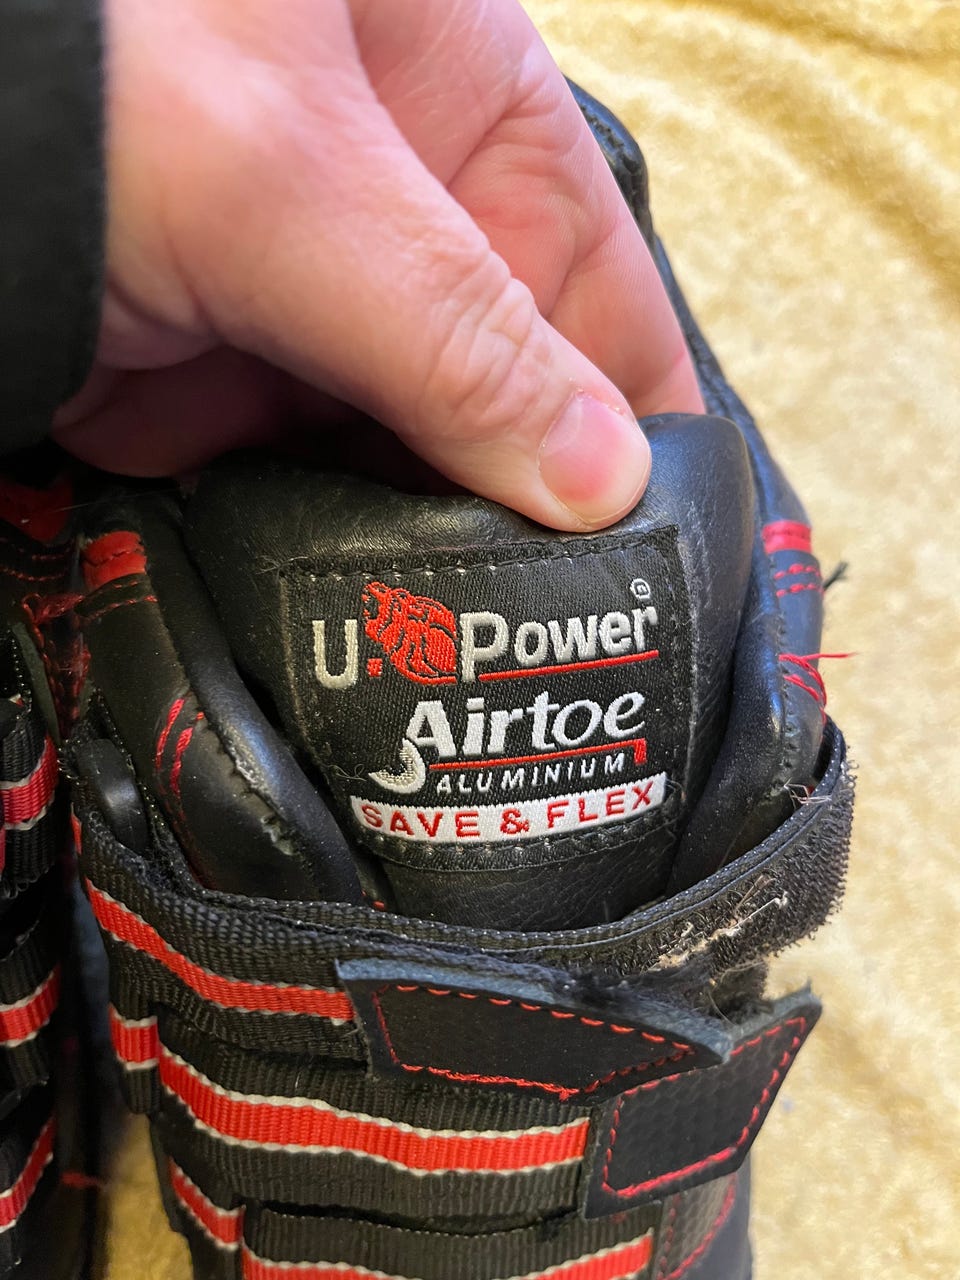 U Power®
Airtoe
ALUMINIUM
SAVE & FLEX